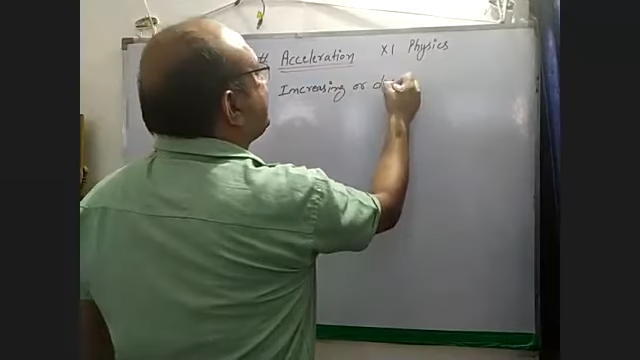 # Acceleration XI Physics
Increasing or